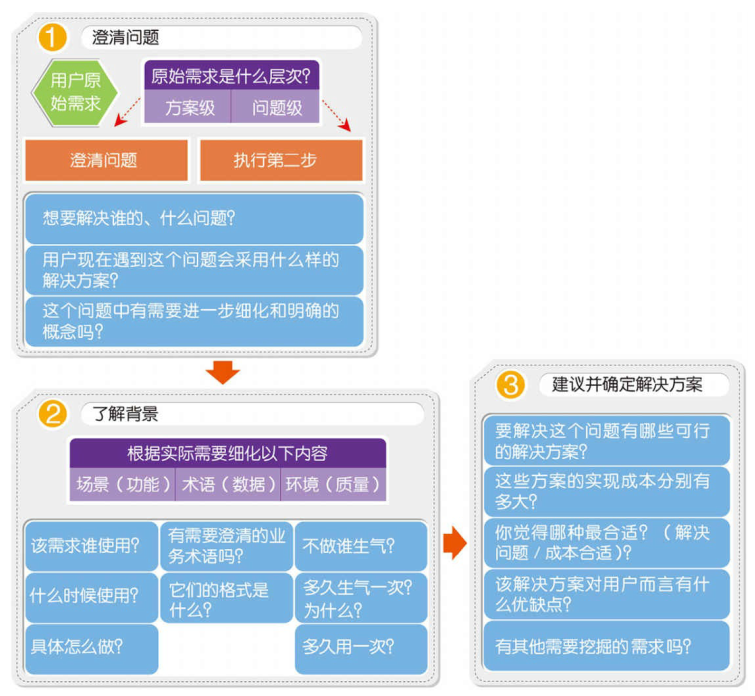 1 澄清问题
用户原
始需求
原始需求是什么层次?
方案级 问题级
澄清问题 执行第二步
想要解决谁的、什么问题?
用户现在遇到这个问题会采用什么样的
解决方案?
这个问题中有需要进一步细化和明确的
概念吗?
2 了解背景
根据实际需要细化以下内容
场景(功能) 术语(数据) 环境(质量)
该需求谁使用?
什么时候使用?
具体怎么做?
有需要澄清的业
务术语吗?
它们的格式是
什么?
不做谁生气?
多久生气一次?
为什么?
多久用一次?
3 建议并确定解决方案
要解决这个问题有哪些可行
的解决方案?
这些方案的实现成本分别有
多大?
你觉得哪种最合适?(解决
问题/成本合适)?
该解决方案对用户而言有什
么优缺点?
有其他需要挖掘的需求吗?